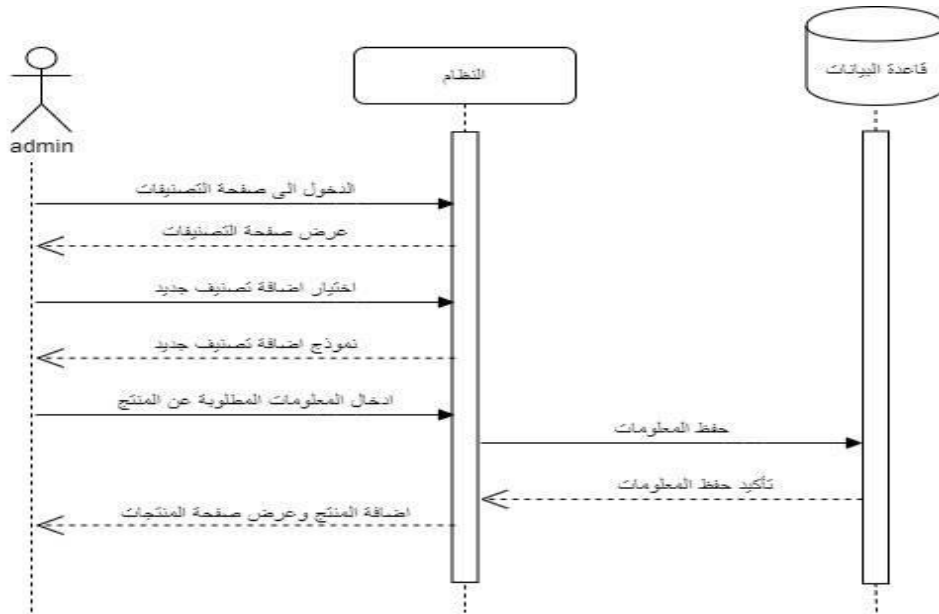 النظام
قاعدة البيانات
admin
الدخول الى صفحة التصنيفات
عرض صفحة التصنيفات
اختيار اضافة تصنيف جديد
نموذج اضافة تصنيف جديد
ادخال المعلومات المطلوبة عن المنتج
حفظ المعلومات
تأكيد حفظ المعلومات
اضافة المنتج وعرض صفحة المنتجات